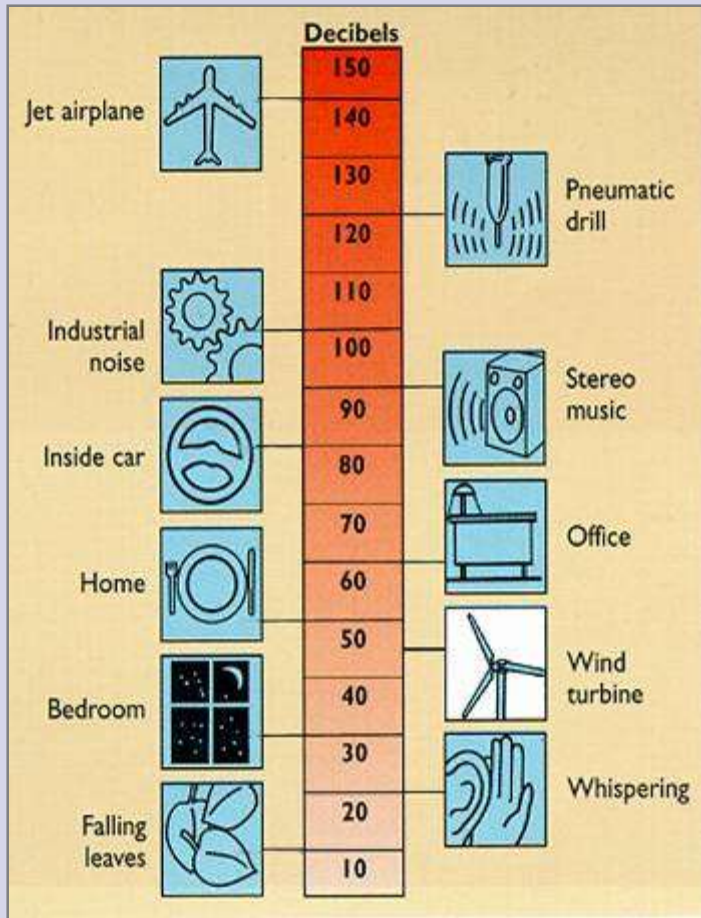 Decibels
150
140
130
120
110
100
90
80
70
60
50
40
30
20
10
Jet airplane
Industrial
noise
Inside car
Home
Bedroom
Falling
leaves
Pneumatic
drill
Stereo
music
Office
Wind
turbine
Whispering